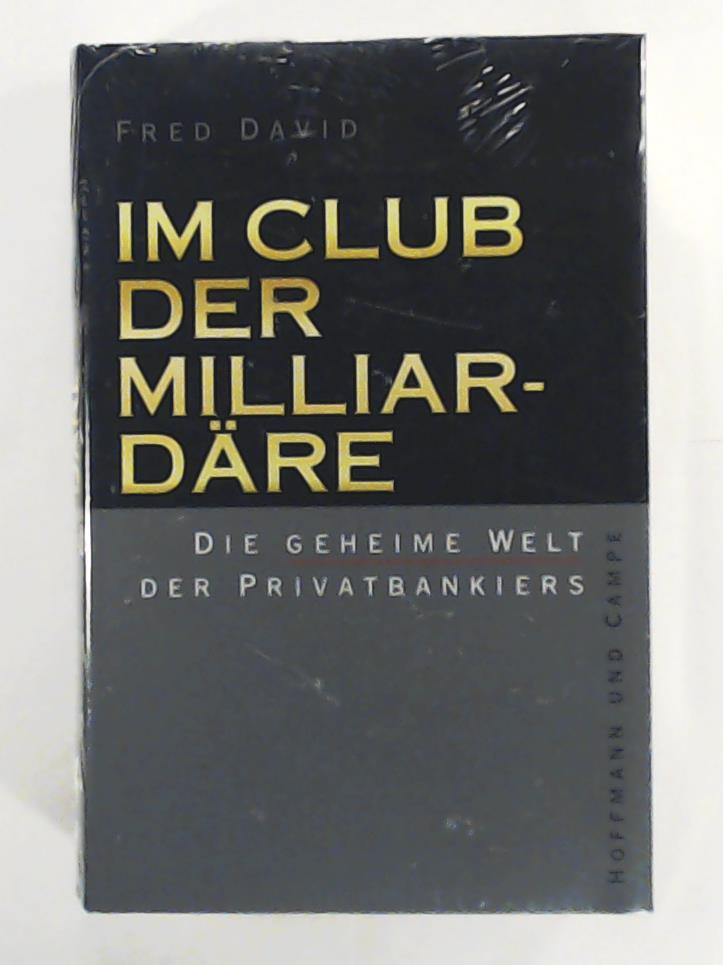 FRED DAVID
IM CLUB
DER
MILLIAR-
DÄRE
DIE GEHEIME WELT
DER PRIVATBANKIERS
HOFFMANN UND CAMPE